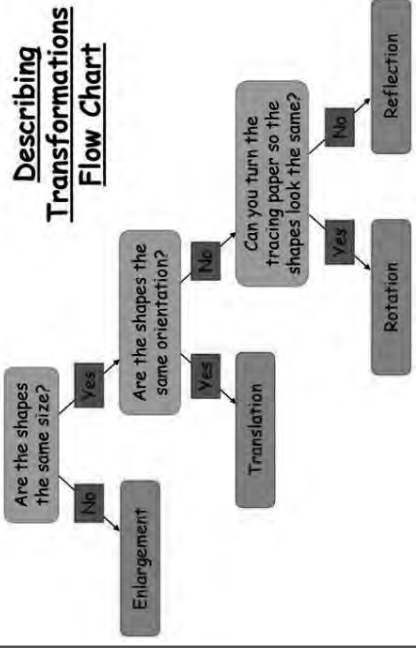 Describing
Transformations
Flow Chart
Are the shapes
the same size?
No
Yes
Enlargement
Are the shapes the
same orientation?
Yes
No
Translation
Can you turn the
tracing paper so the
shapes look the same?
Yes
No
Rotation
Reflection